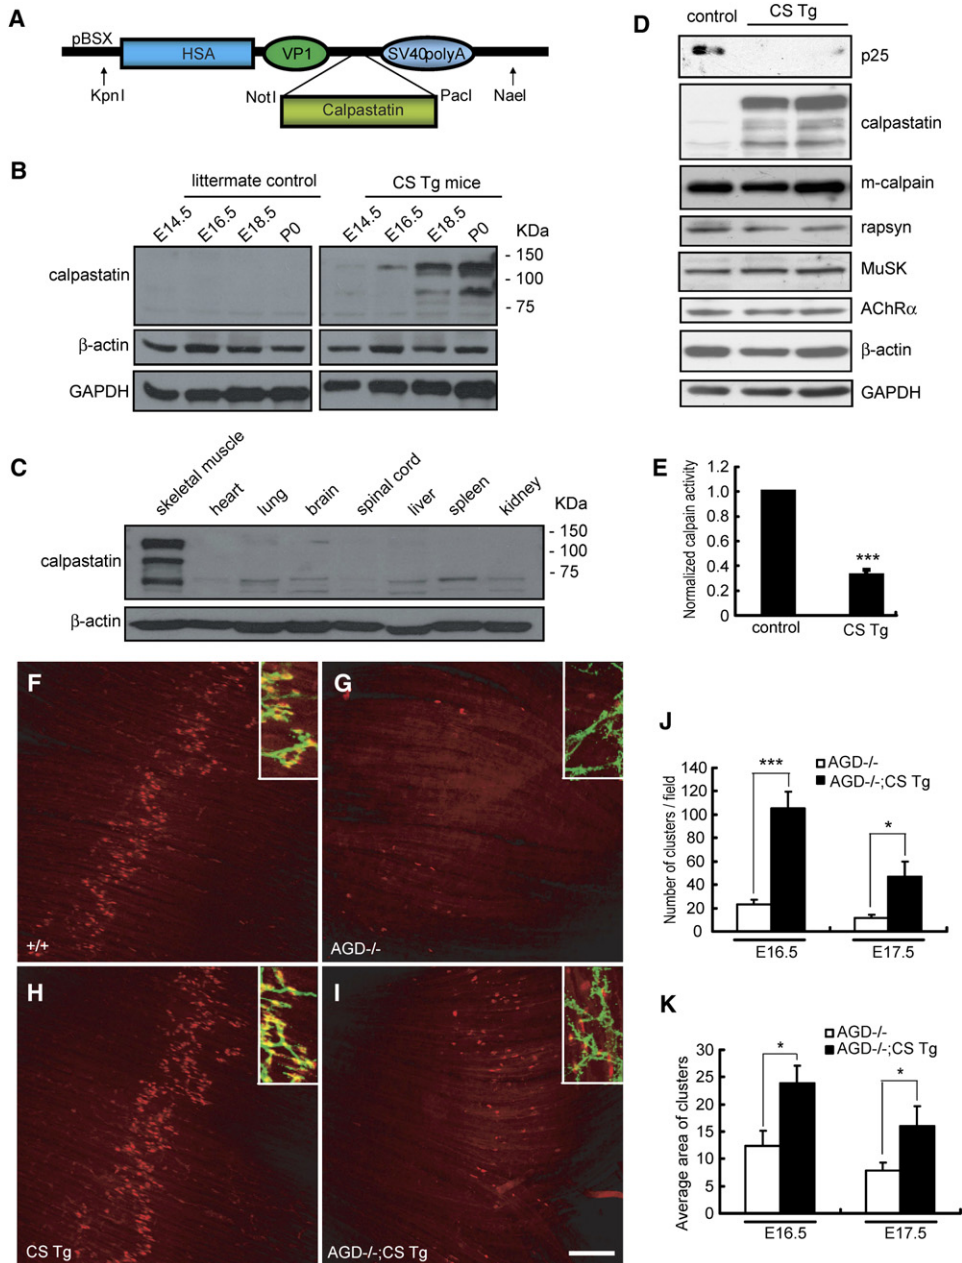 A
pBSX
HSA
VP1
SV40polyA
KpnI
NotI
Calpastatin
PacI
NaeI
B
littermate control
CS Tg mice
E14.5
E16.5
E18.5
P0
E14.5
E16.5
E18.5
P0
KDa
calpastatin
- 150
- 100
- 75
β-actin
GAPDH
C
skeletal muscle
heart
lung
brain
spinal cord
liver
spleen
kidney
KDa
calpastatin
- 150
- 100
- 75
β-actin
D
control
CS Tg
p25
calpastatin
m-calpain
rapsyn
MuSK
AChRα
β-actin
GAPDH
E
Normalized calpain activity
1.2
1.0
0.8
0.6
0.4
0.2
0
***
control
CS Tg
F
+/+
G
AGD-/-
H
CS Tg
I
AGD-/-;CS Tg
J
AGD-/-
AGD-/-;CS Tg
Number of clusters / field
140
120
100
80
60
40
20
0
***
*
E16.5
E17.5
K
AGD-/-
AGD-/-;CS Tg
Average area of clusters
30
25
20
15
10
5
0
*
*
E16.5
E17.5